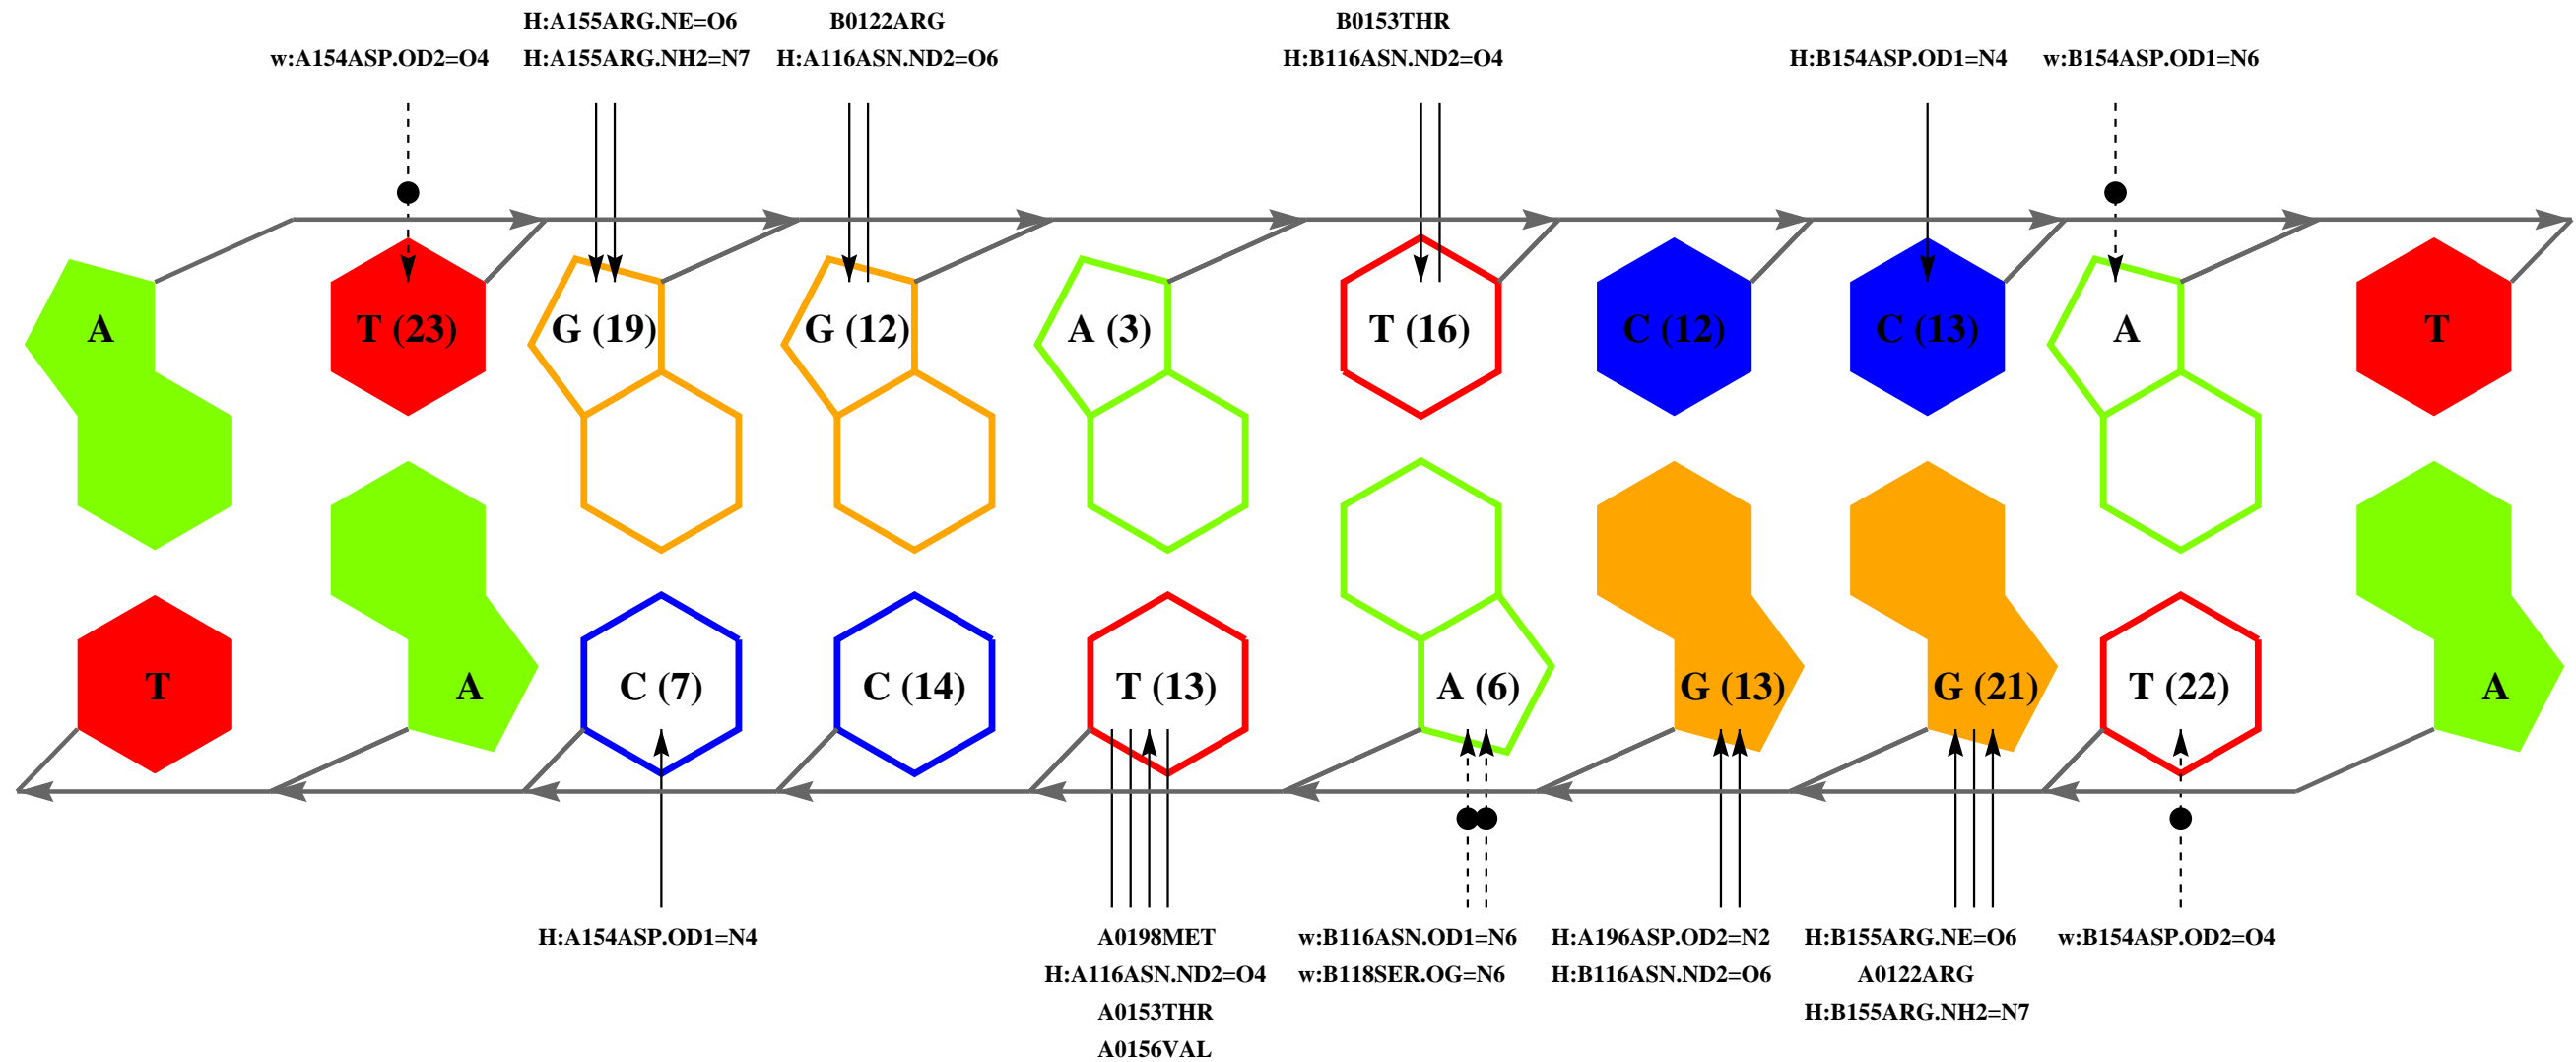 H:A155ARG.NE=O6 B0122ARG B0153THR
w:A154ASP.OD2=O4 H:A155ARG.NH2=N7 H:A116ASN.ND2=O6 H:B116ASN.ND2=O4 H:B154ASP.OD1=N4 w:B154ASP.OD1=N6
A T (23) G (19) G (12) A (3) T (16) C (12) C (13) A T
T A C (7) C (14) T (13) A (6) G (13) G (21) T (22) A
H:A154ASP.OD1=N4 A0198MET w:B116ASN.OD1=N6 H:A196ASP.OD2=N2 H:B155ARG.NE=O6 w:B154ASP.OD2=O4
H:A116ASN.ND2=O4 w:B118SER.OG=N6 H:B116ASN.ND2=O6 A0122ARG
A0153THR H:B155ARG.NH2=N7
A0156VAL